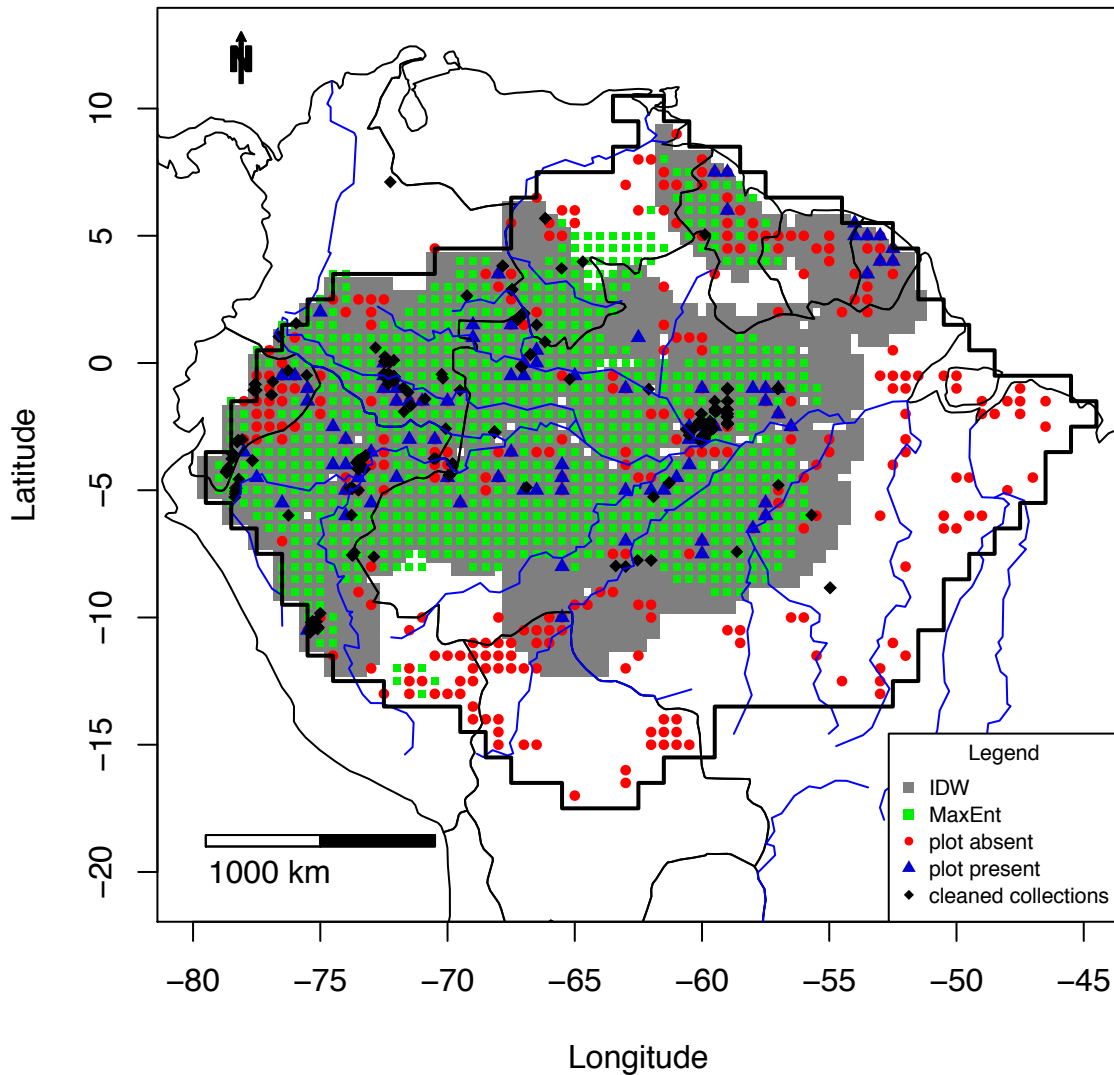 N
10
5
0
−5
−10
−15
−20
Latitude
1000 km
Legend
IDW
MaxEnt
plot absent
plot present
cleaned collections
−80
−75
−70
−65
−60
−55
−50
−45
Longitude